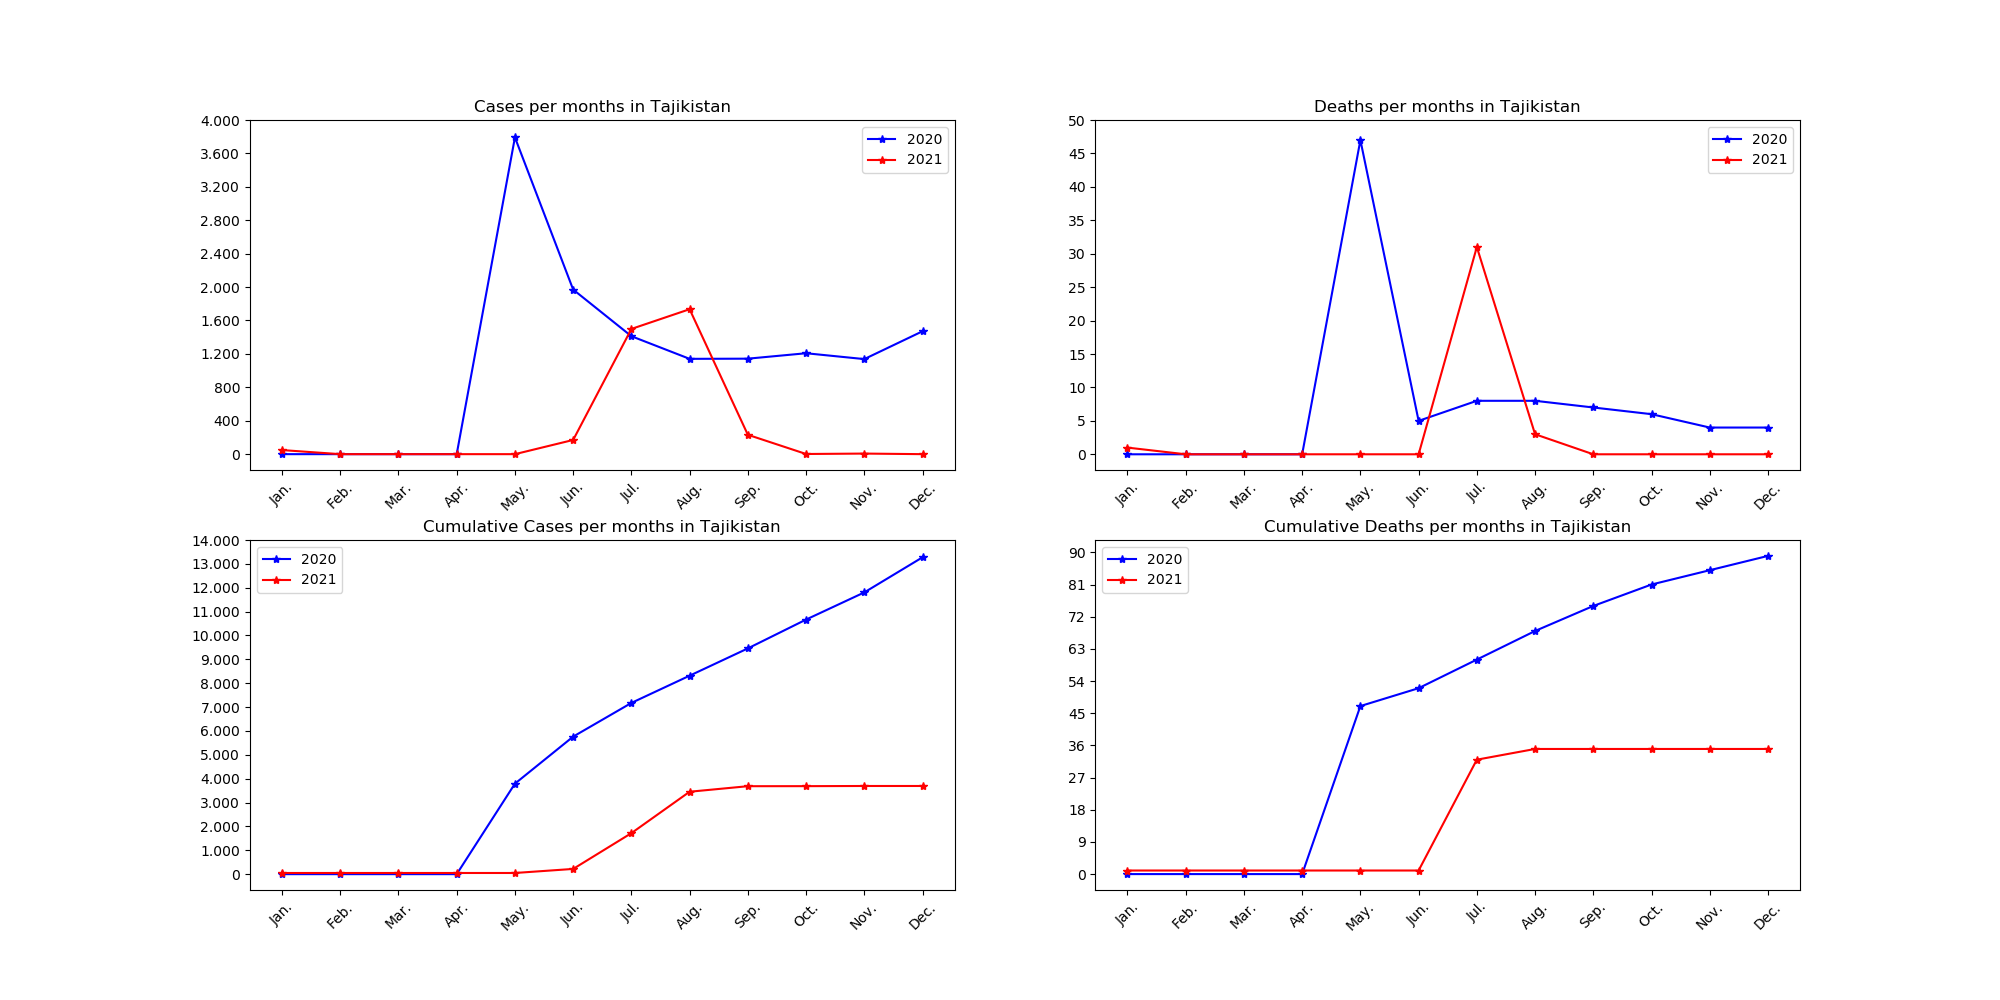 Cases per months in Tajikistan
4.000
3.600
3.200
2.800
2.400
2.000
1.600
1.200
800
400
0
2020
2021
Jan.
Feb.
Mar.
Apr.
May.
Jun.
Jul.
Aug.
Sep.
Oct.
Nov.
Dec.
Deaths per months in Tajikistan
50
45
40
35
30
25
20
15
10
5
0
2020
2021
Jan.
Feb.
Mar.
Apr.
May.
Jun.
Jul.
Aug.
Sep.
Oct.
Nov.
Dec.
Cumulative Cases per months in Tajikistan
14.000
13.000
12.000
11.000
10.000
9.000
8.000
7.000
6.000
5.000
4.000
3.000
2.000
1.000
0
2020
2021
Jan.
Feb.
Mar.
Apr.
May.
Jun.
Jul.
Aug.
Sep.
Oct.
Nov.
Dec.
Cumulative Deaths per months in Tajikistan
90
81
72
63
54
45
36
27
18
9
0
2020
2021
Jan.
Feb.
Mar.
Apr.
May.
Jun.
Jul.
Aug.
Sep.
Oct.
Nov.
Dec.